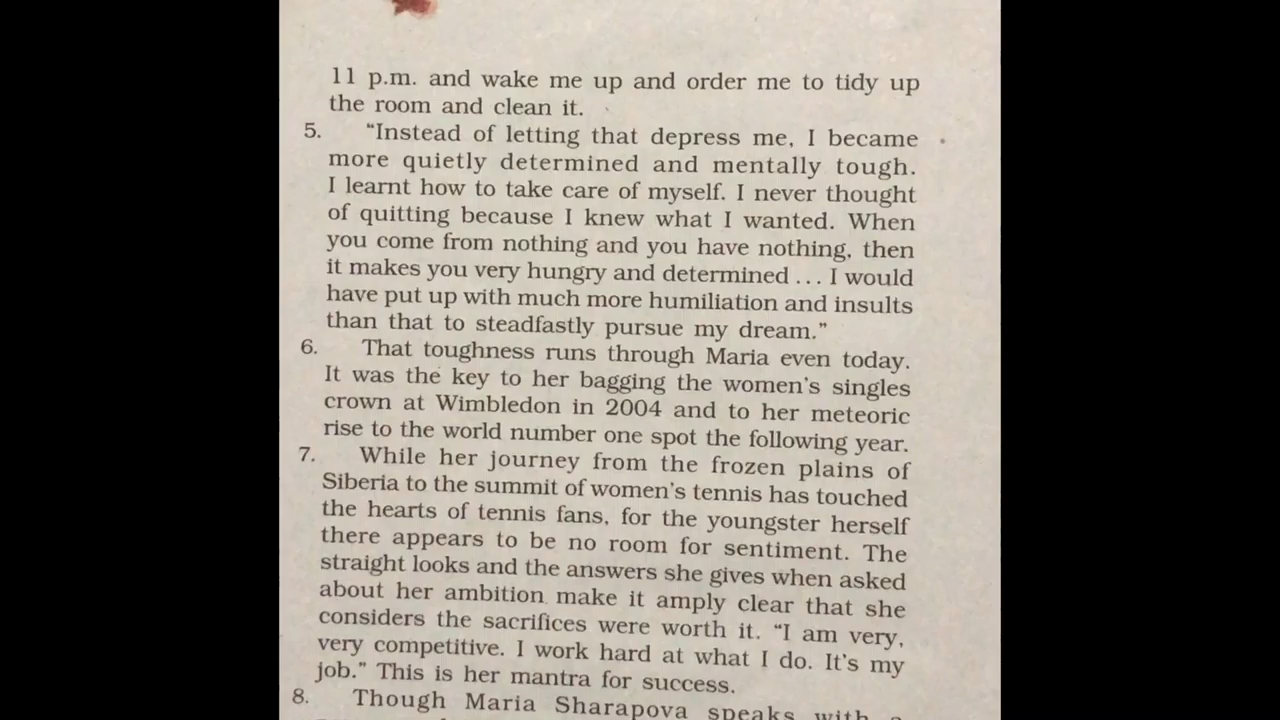 11 p.m. and wake me up and order me to tidy up
the room and clean it.
5. “Instead of letting that depress me, I became
more quietly determined and mentally tough.
I learnt how to take care of myself. I never thought
of quitting because I knew what I wanted. When
you come from nothing and you have nothing, then
it makes you very hungry and determined ... I would
have put up with much more humiliation and insults
than that to steadfastly pursue my dream.”
6. That toughness runs through Maria even today.
It was the key to her bagging the women’s singles
crown at Wimbledon in 2004 and to her meteoric
rise to the world number one spot the following year.
7. While her journey from the frozen plains of
Siberia to the summit of women’s tennis has touched
the hearts of tennis fans, for the youngster herself
there appears to be no room for sentiment. The
straight looks and the answers she gives when asked
about her ambition make it amply clear that she
considers the sacrifices were worth it. “I am very,
very competitive. I work hard at what I do. It’s my
job.” This is her mantra for success.
8. Though Maria Sharapova speaks with a